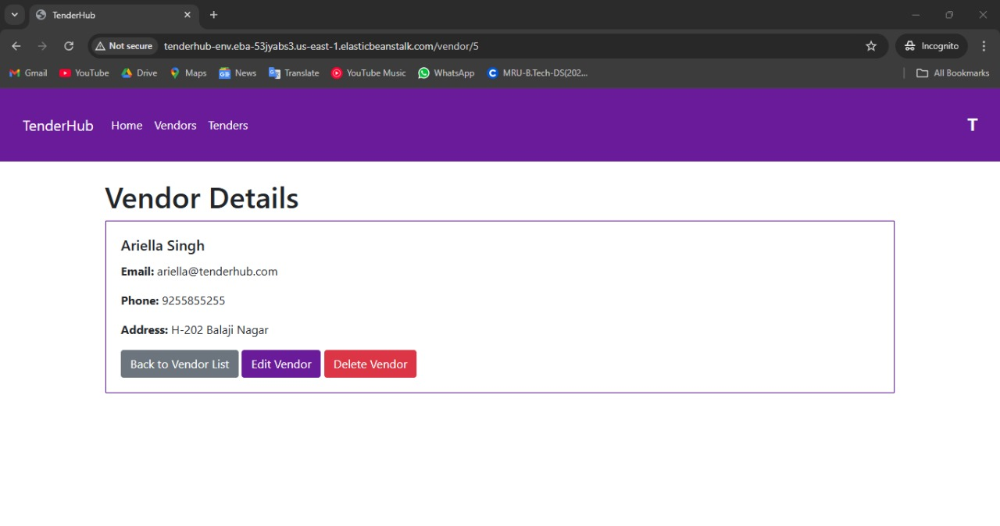 TenderHub
Not secure
tenderhub-env.eba-53jyabs3.us-east-1.elasticbeanstalk.com/vendor/5
Incognito
Gmail YouTube Drive Maps News Translate YouTube Music WhatsApp MRU-B.Tech-DS(202... All Bookmarks
TenderHub Home Vendors Tenders T
Vendor Details
Ariella Singh
Email: ariella@tenderhub.com
Phone: 9255855255
Address: H-202 Balaji Nagar
Back to Vendor List Edit Vendor Delete Vendor